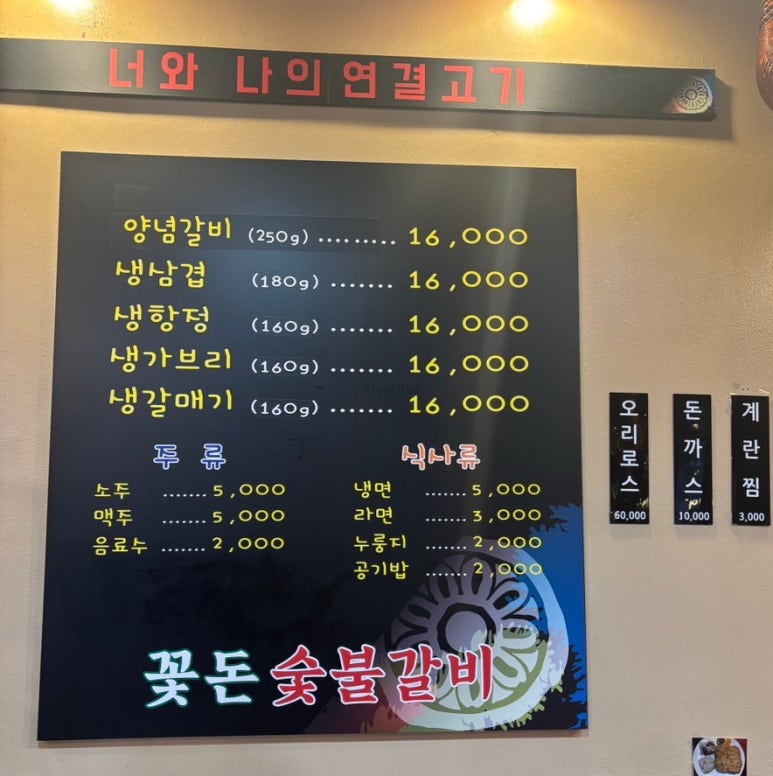 너와 나의 연결고기
양념갈비 (250g) ......... 16,000
생삼겹 (180g) ....... 16,000
생항정 (160g) ....... 16,000
생가브리 (160g) ....... 16,000
생갈매기 (160g) ....... 16,000
주 류
소주 ....... 5,000
맥주 ....... 5,000
음료수 ....... 2,000
식사류
냉면 ....... 5,000
라면 ....... 3,000
누룽지 ....... 2,000
공기밥 ....... 2,000
꽃돈 숯불갈비
오리로스 60,000
돈까스 10,000
계란찜 3,000